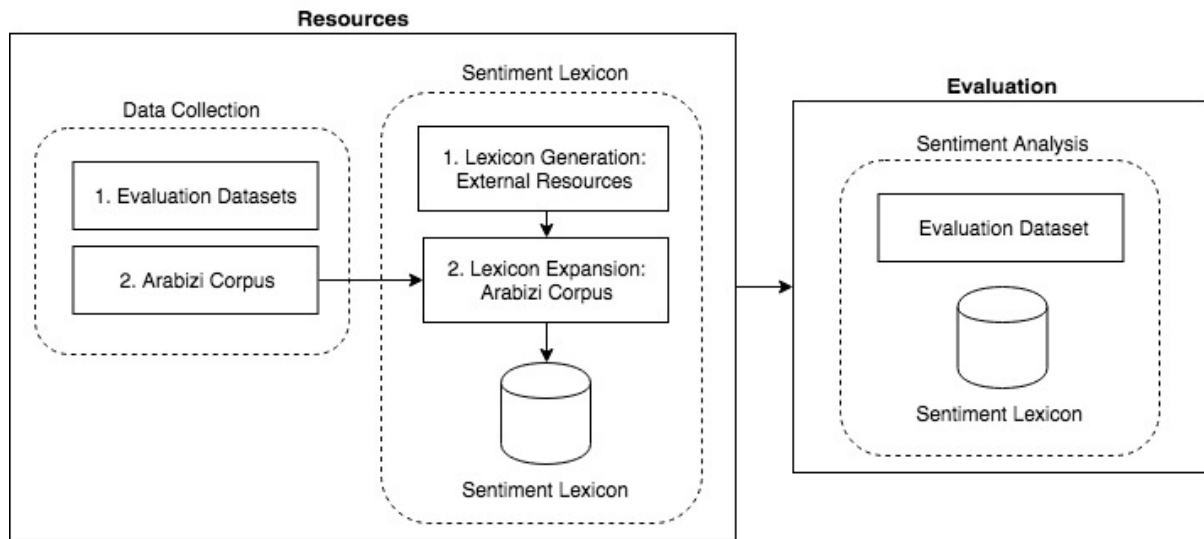 Resources
Data Collection
1. Evaluation Datasets
2. Arabizi Corpus
Sentiment Lexicon
1. Lexicon Generation:
External Resources
2. Lexicon Expansion:
Arabizi Corpus
Sentiment Lexicon
Evaluation
Sentiment Analysis
Evaluation Dataset
Sentiment Lexicon